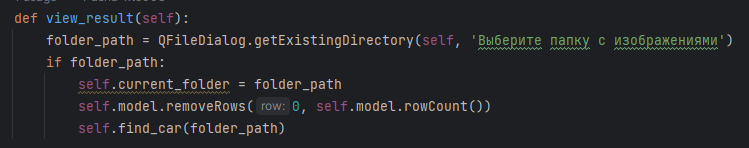 def view_result(self):
folder_path = QFileDialog.getExistingDirectory(self, 'Выберите папку с изображениями')
if folder_path:
self.current_folder = folder_path
self.model.removeRows( row: 0, self.model.rowCount())
self.find_car(folder_path)